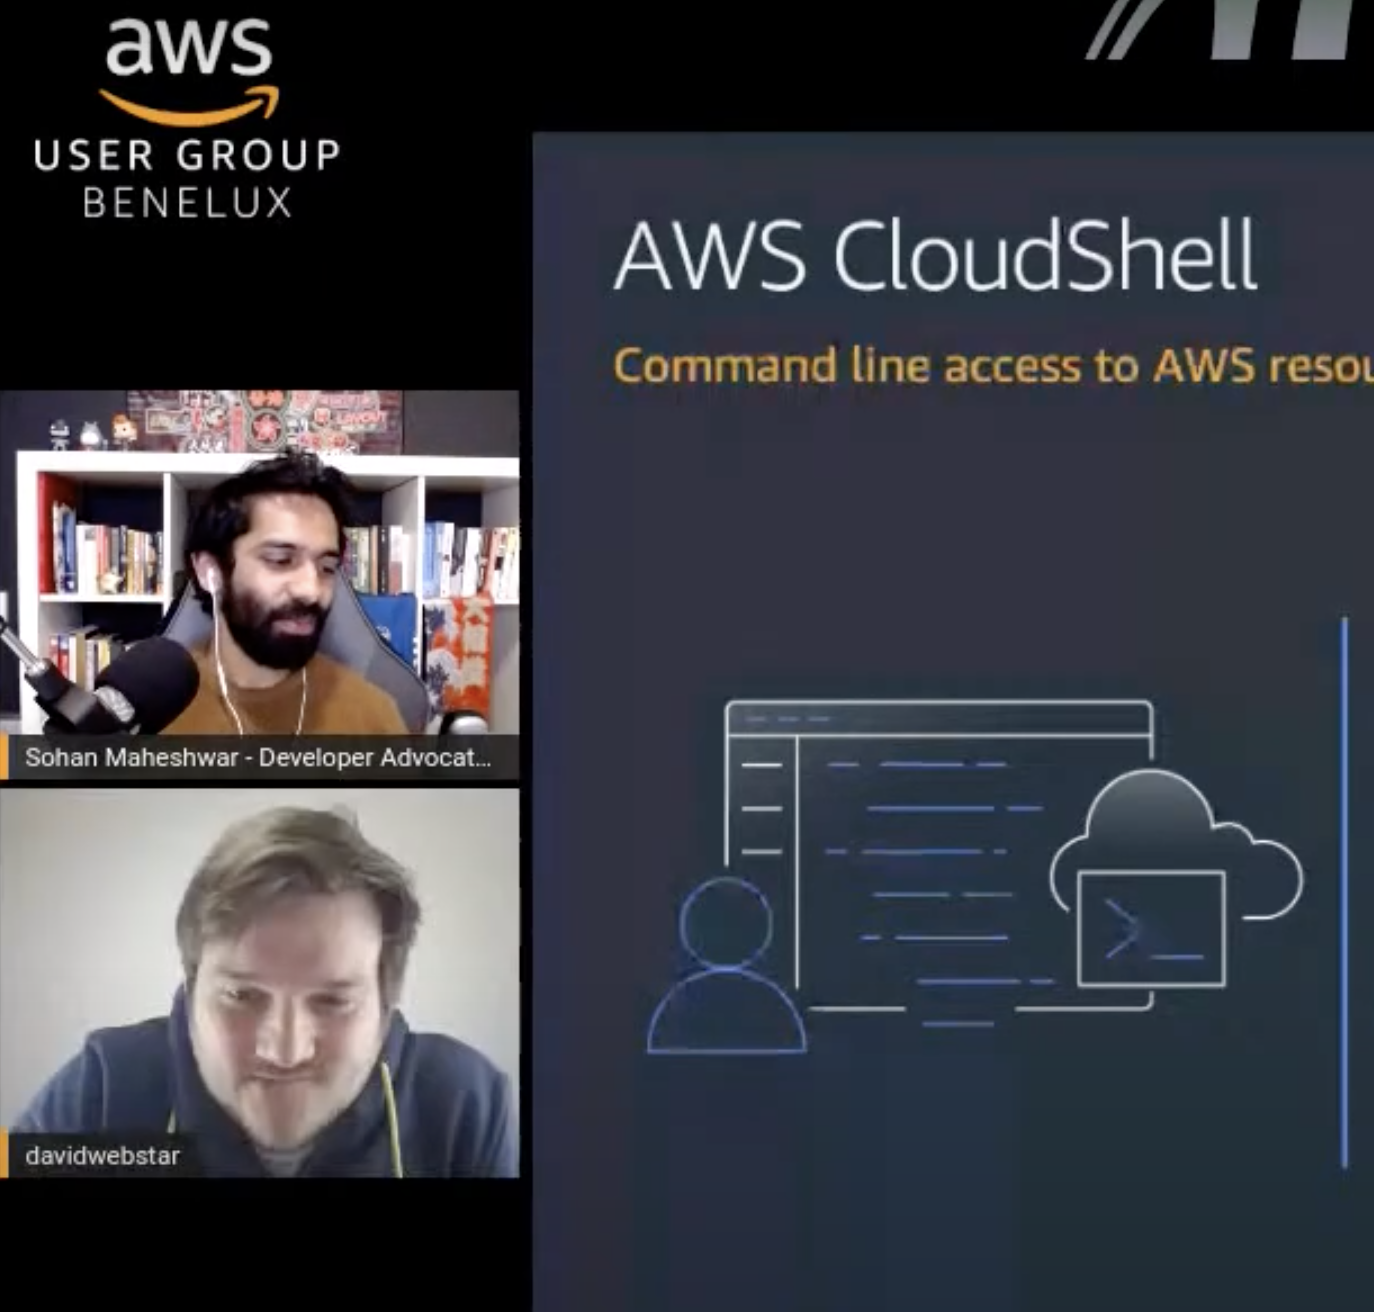 aws
USER GROUP
BENELUX
AWS CloudShell
Command line access to AWS resou
Sohan Maheshwar - Developer Advocat...
davidwebstar